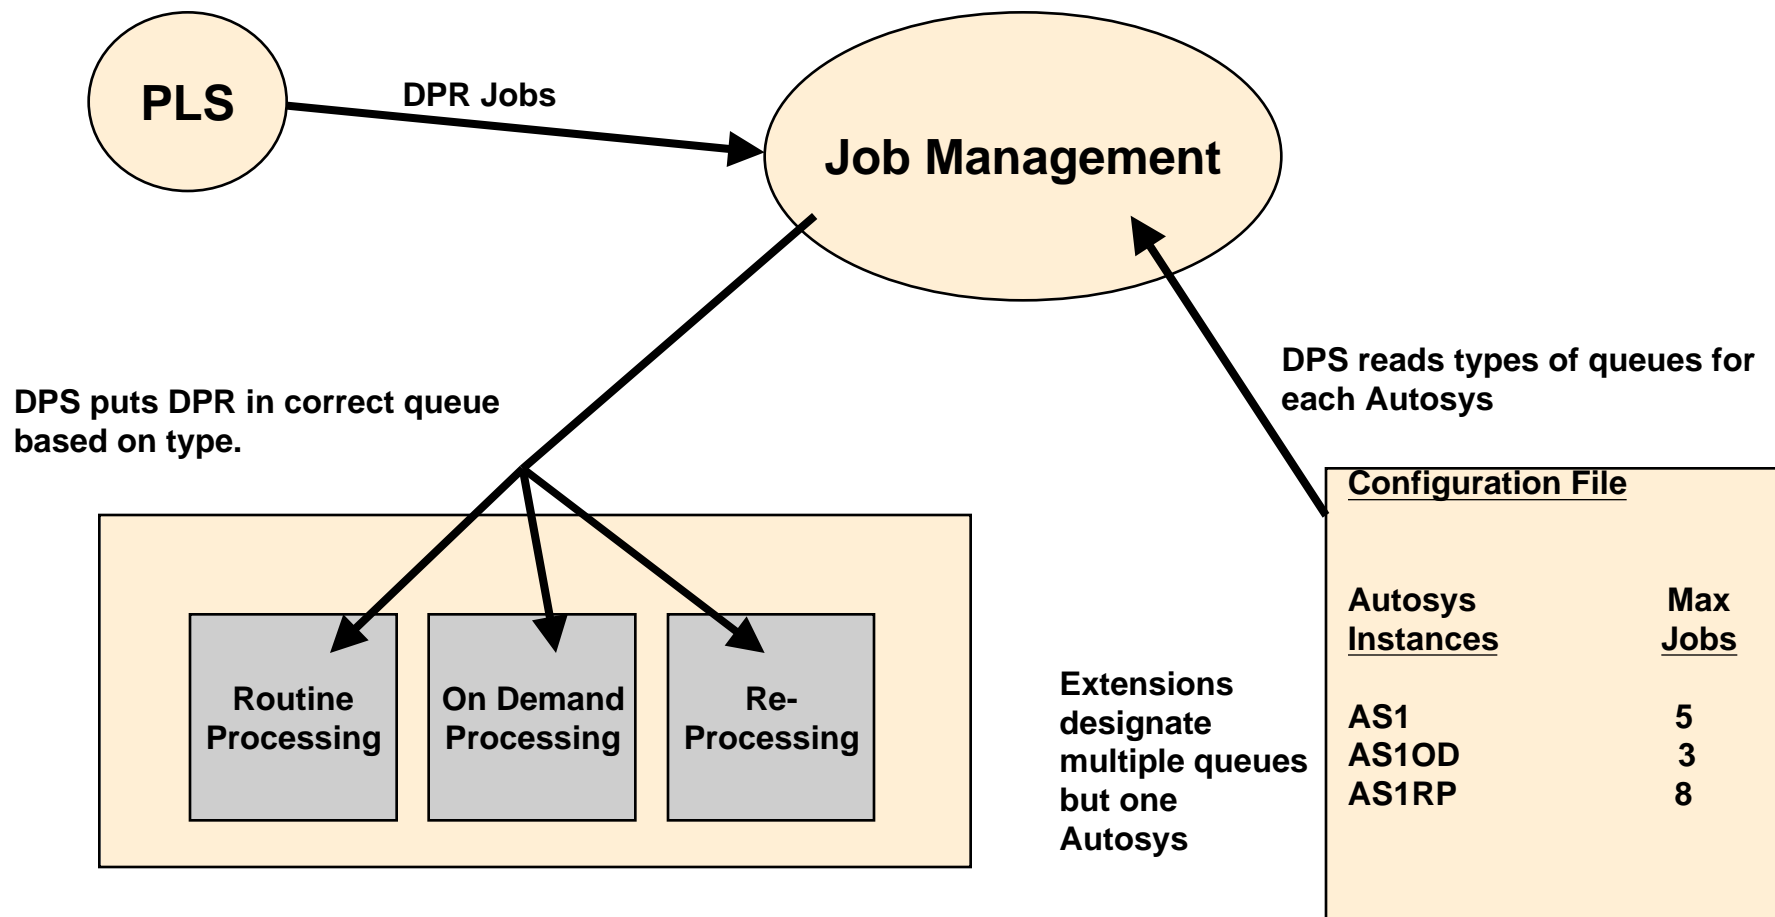 PLS
DPR Jobs
Job Management
DPS reads types of queues for
each Autosys
DPS puts DPR in correct queue
based on type.
Configuration File
Autosys Max
Instances Jobs
AS1 5
AS1OD 3
AS1RP 8
Extensions
designate
multiple queues
but one
Autosys
Routine
Processing
On Demand
Processing
Re-
Processing